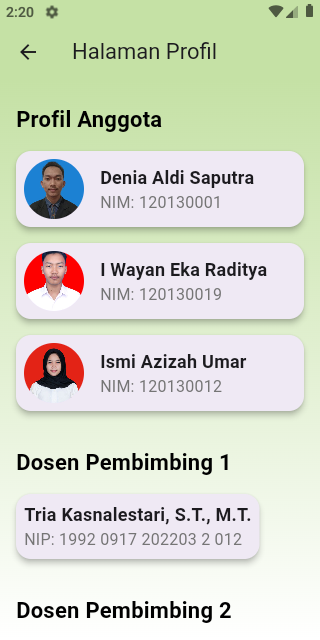 2:20
Halaman Profil
Profil Anggota
Denia Aldi Saputra
NIM: 120130001
I Wayan Eka Raditya
NIM: 120130019
Ismi Azizah Umar
NIM: 120130012
Dosen Pembimbing 1
Tria Kasnalestari, S.T., M.T.
NIP: 1992 0917 202203 2 012
Dosen Pembimbing 2